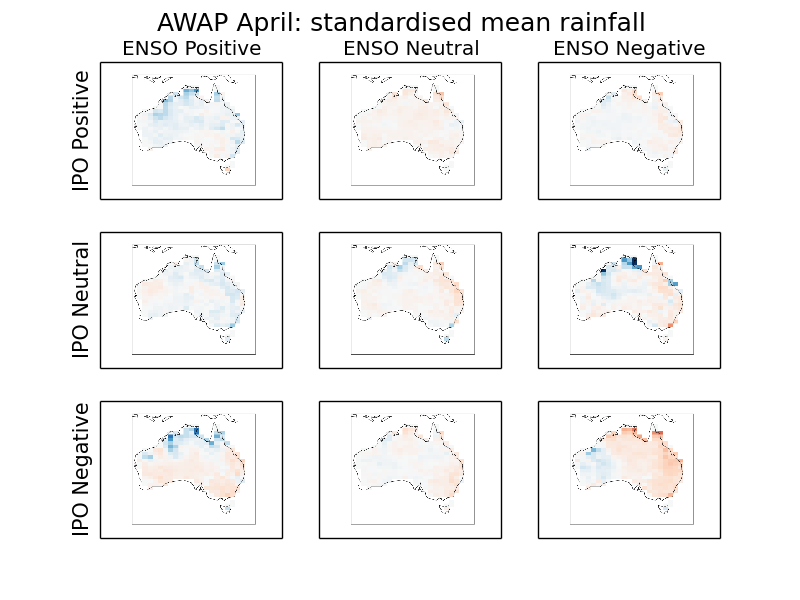 AWAP April: standardised mean rainfall
ENSO Positive
ENSO Neutral
ENSO Negative
IPO Positive
IPO Neutral
IPO Negative